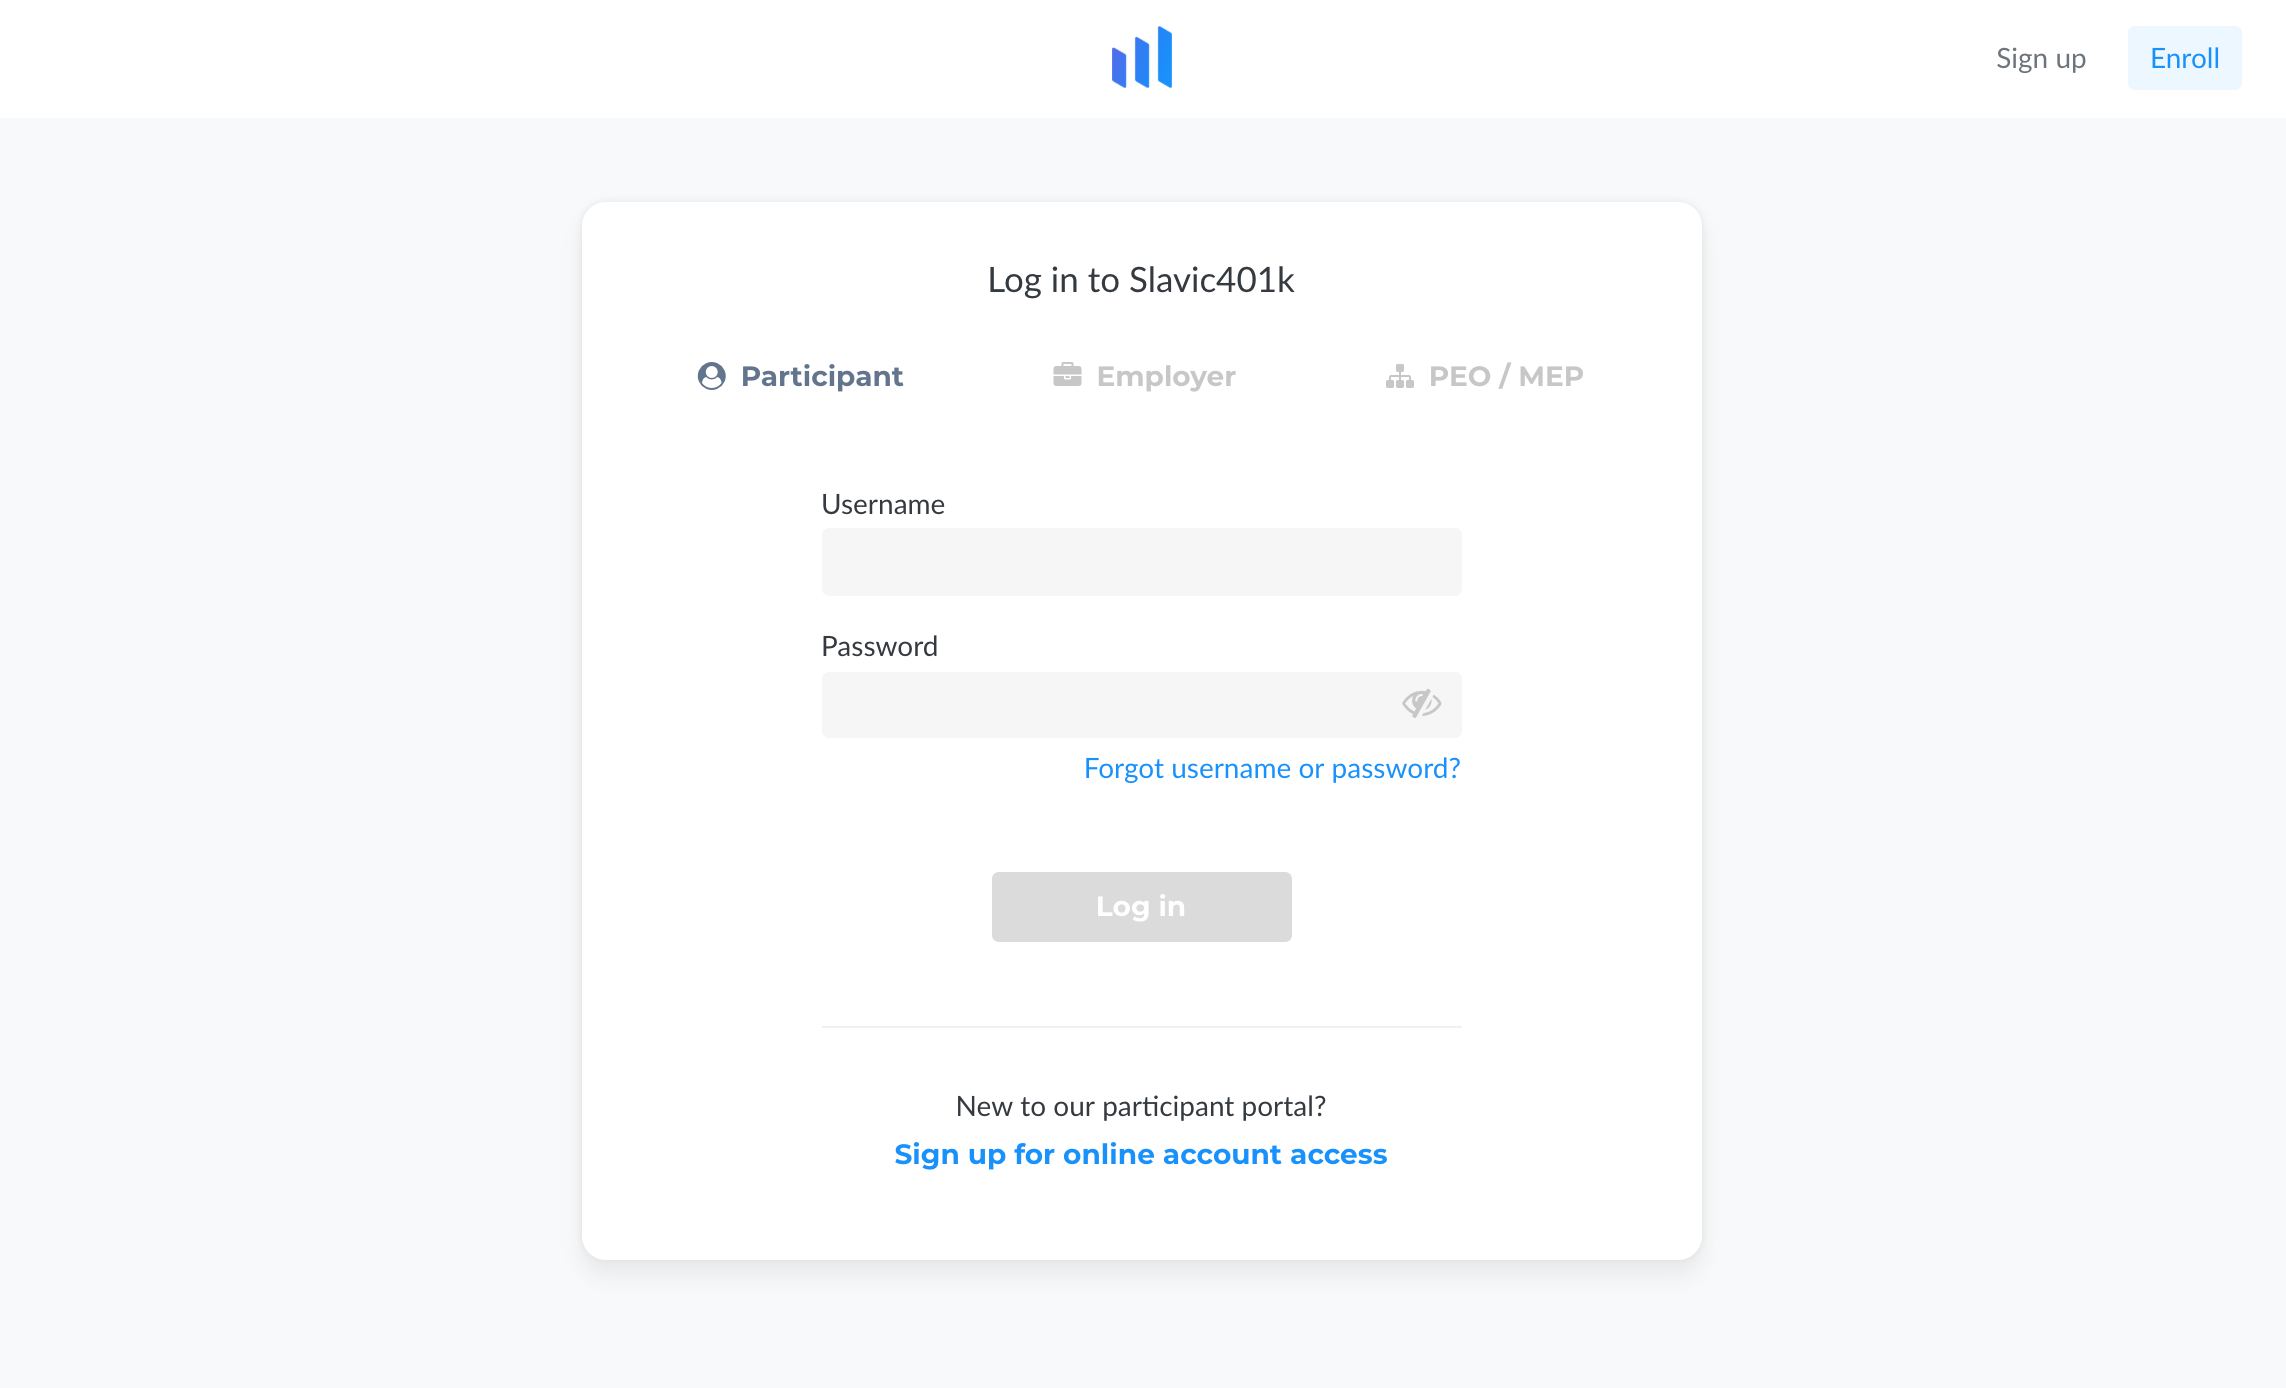 Sign up
Enroll
Log in to Slavic401k
Participant
Employer
PEO / MEP
Username
Password
Forgot username or password?
Log in
New to our participant portal?
Sign up for online account access